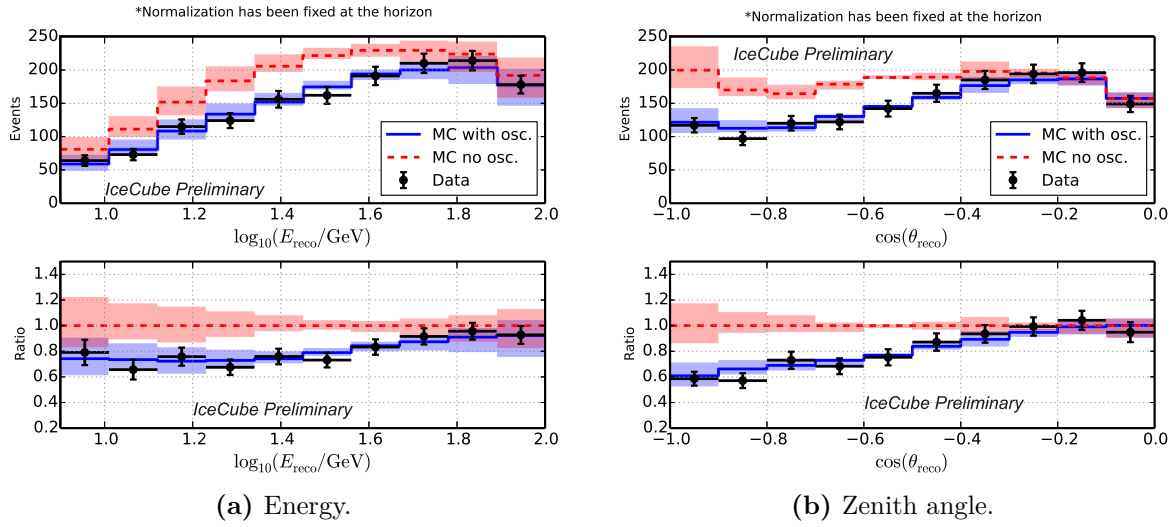 *Normalization has been fixed at the horizon
250
200
150
100
50
0
Events
MC with osc.
MC no osc.
Data
IceCube Preliminary
1.0 1.2 1.4 1.6 1.8 2.0
log₁₀(E_reco/GeV)
1.4
1.2
1.0
0.8
0.6
0.4
0.2
Ratio
IceCube Preliminary
1.0 1.2 1.4 1.6 1.8 2.0
log₁₀(E_reco/GeV)
(a) Energy.
*Normalization has been fixed at the horizon
250
200
150
100
50
0
Events
IceCube Preliminary
MC with osc.
MC no osc.
Data
−1.0 −0.8 −0.6 −0.4 −0.2 0.0
cos(θ_reco)
1.4
1.2
1.0
0.8
0.6
0.4
0.2
Ratio
IceCube Preliminary
−1.0 −0.8 −0.6 −0.4 −0.2 0.0
cos(θ_reco)
(b) Zenith angle.